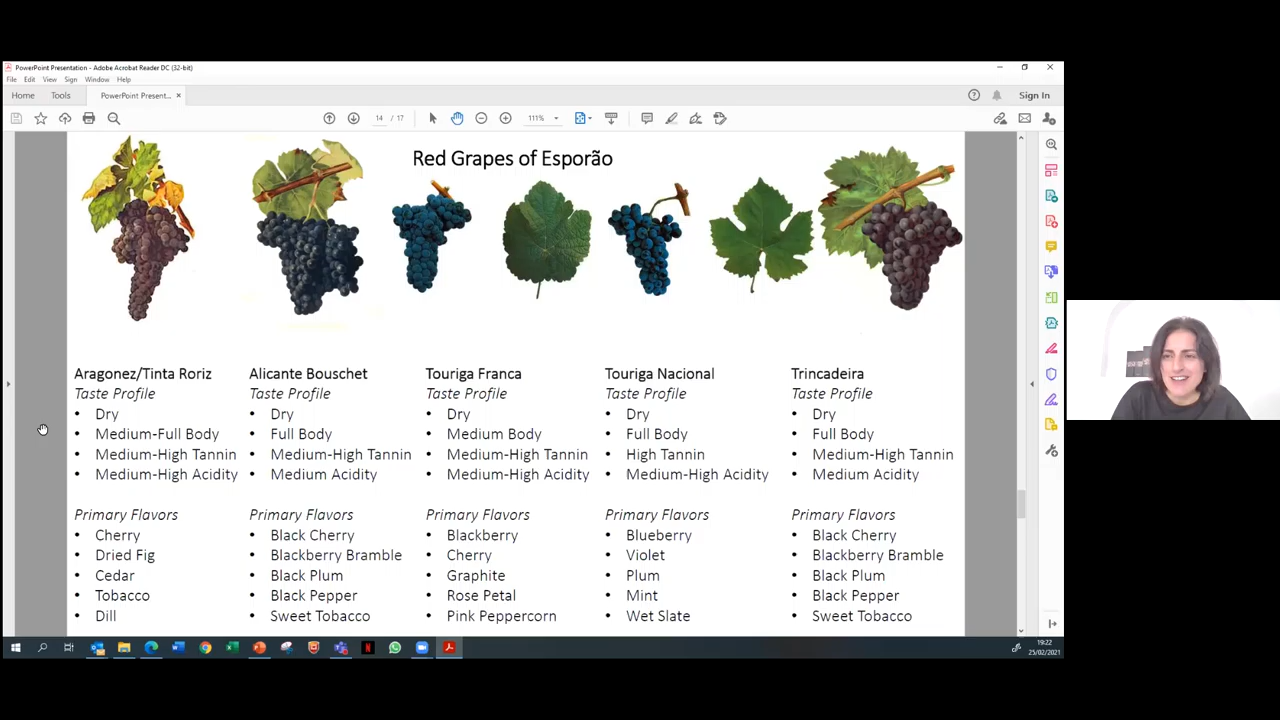 PowerPoint Presentation - Adobe Acrobat Reader DC (32-bit)
File Edit View Sign Window Help
Home Tools PowerPoint Present... × Sign In
14 / 17 111%
Red Grapes of Esporão
Aragonez/Tinta Roriz
Taste Profile
• Dry
• Medium-Full Body
• Medium-High Tannin
• Medium-High Acidity
Primary Flavors
• Cherry
• Dried Fig
• Cedar
• Tobacco
• Dill
Alicante Bouschet
Taste Profile
• Dry
• Full Body
• Medium-High Tannin
• Medium Acidity
Primary Flavors
• Black Cherry
• Blackberry Bramble
• Black Plum
• Black Pepper
• Sweet Tobacco
Touriga Franca
Taste Profile
• Dry
• Medium Body
• Medium-High Tannin
• Medium-High Acidity
Primary Flavors
• Blackberry
• Cherry
• Graphite
• Rose Petal
• Pink Peppercorn
Touriga Nacional
Taste Profile
• Dry
• Full Body
• High Tannin
• Medium-High Acidity
Primary Flavors
• Blueberry
• Violet
• Plum
• Mint
• Wet Slate
Trincadeira
Taste Profile
• Dry
• Full Body
• Medium-High Tannin
• Medium Acidity
Primary Flavors
• Black Cherry
• Blackberry Bramble
• Black Plum
• Black Pepper
• Sweet Tobacco
19:22
25/02/2021